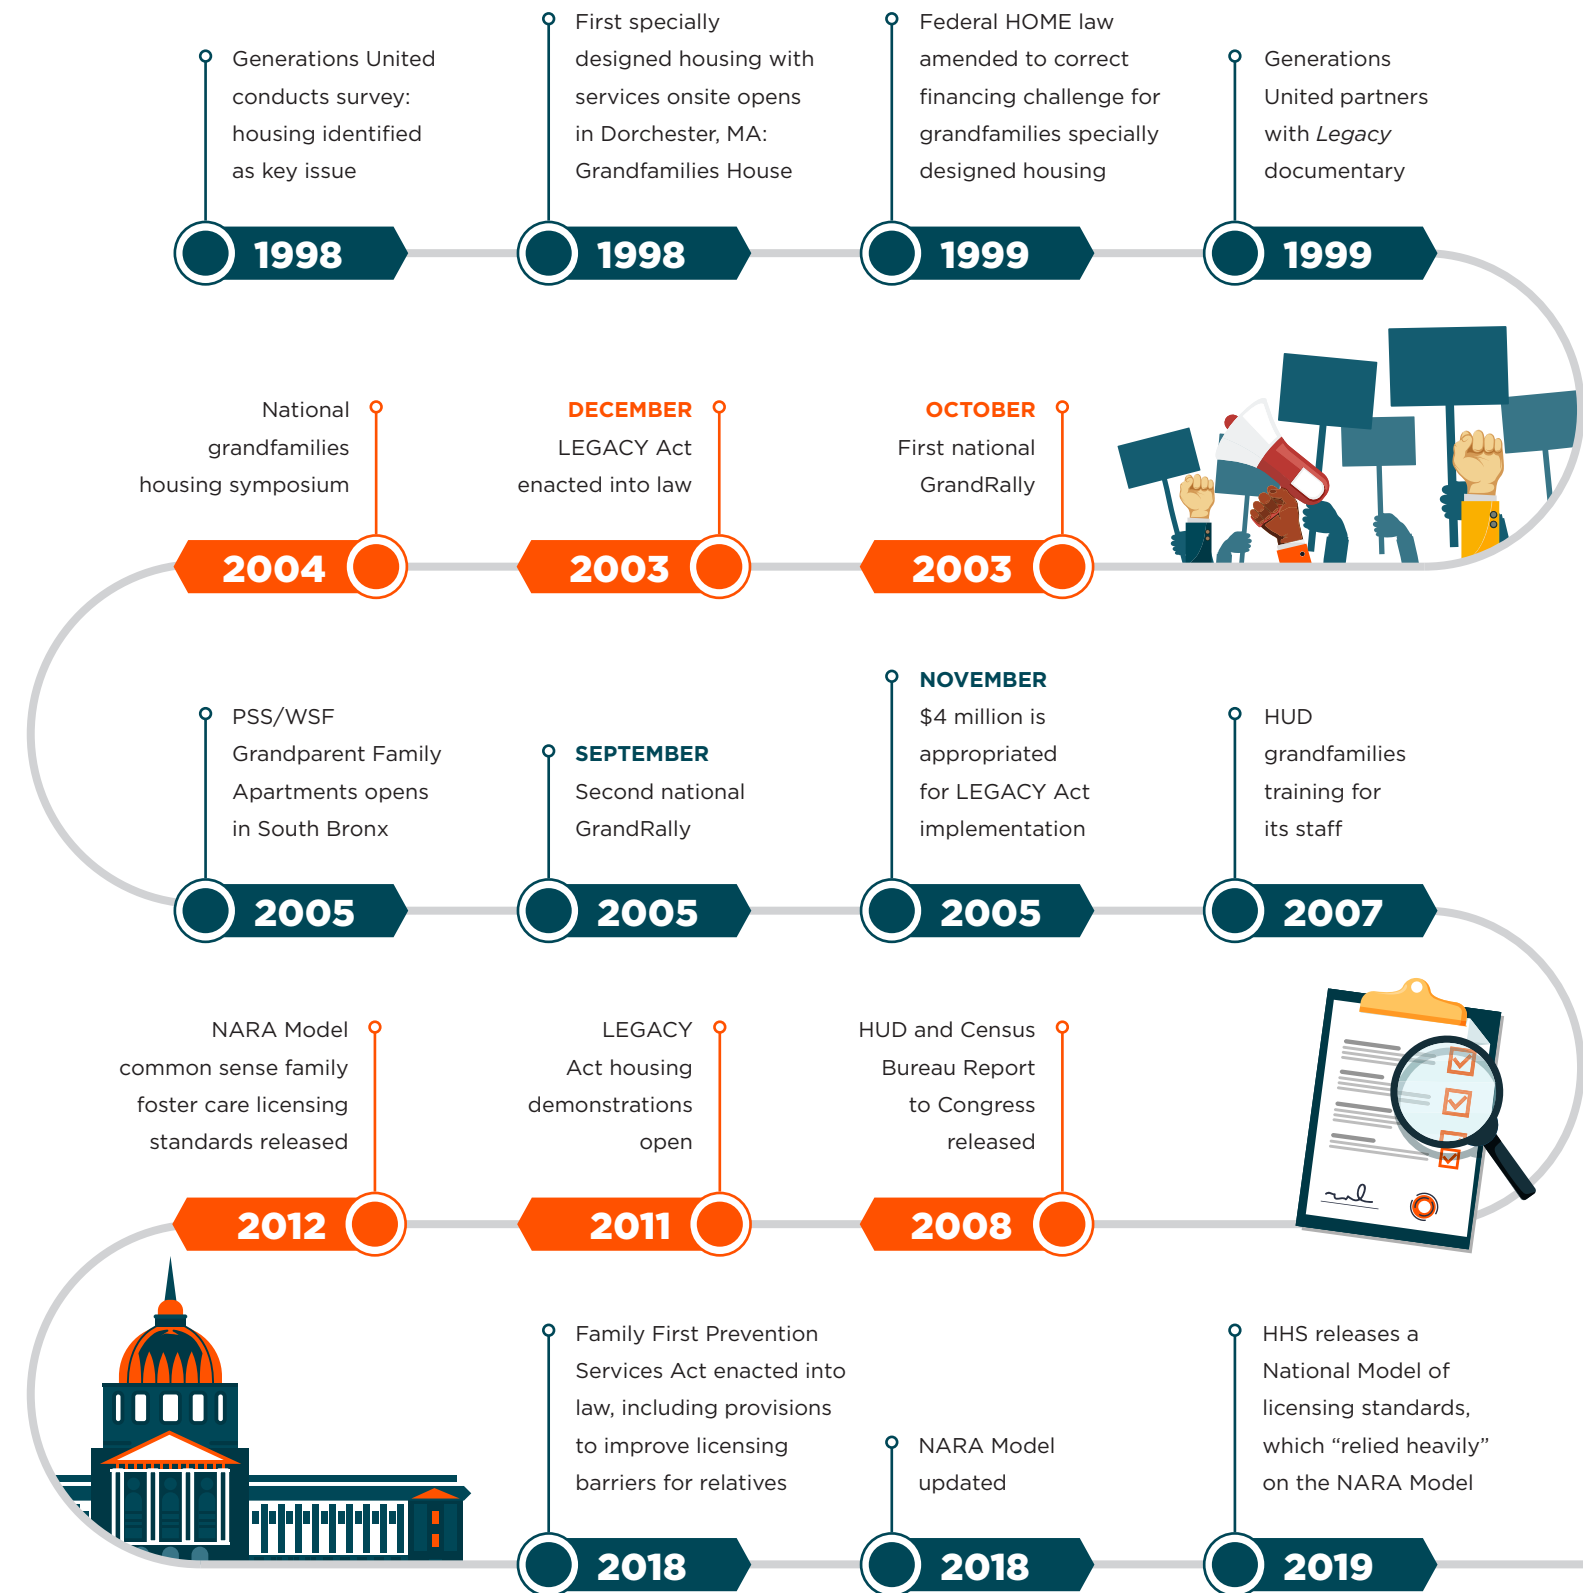 Generations United
conducts survey:
housing identified
as key issue
1998
First specially
designed housing with
services onsite opens
in Dorchester, MA:
Grandfamilies House
1998
Federal HOME law
amended to correct
financing challenge for
grandfamilies specially
designed housing
1999
Generations
United partners
with Legacy
documentary
1999
OCTOBER
First national
GrandRally
2003
DECEMBER
LEGACY Act
enacted into law
2003
National
grandfamilies
housing symposium
2004
PSS/WSF
Grandparent Family
Apartments opens
in South Bronx
2005
SEPTEMBER
Second national
GrandRally
2005
NOVEMBER
$4 million is
appropriated
for LEGACY Act
implementation
2005
HUD
grandfamilies
training for
its staff
2007
HUD and Census
Bureau Report
to Congress
released
2008
LEGACY
Act housing
demonstrations
open
2011
NARA Model
common sense family
foster care licensing
standards released
2012
Family First Prevention
Services Act enacted into
law, including provisions
to improve licensing
barriers for relatives
2018
NARA Model
updated
2018
HHS releases a
National Model of
licensing standards,
which “relied heavily”
on the NARA Model
2019